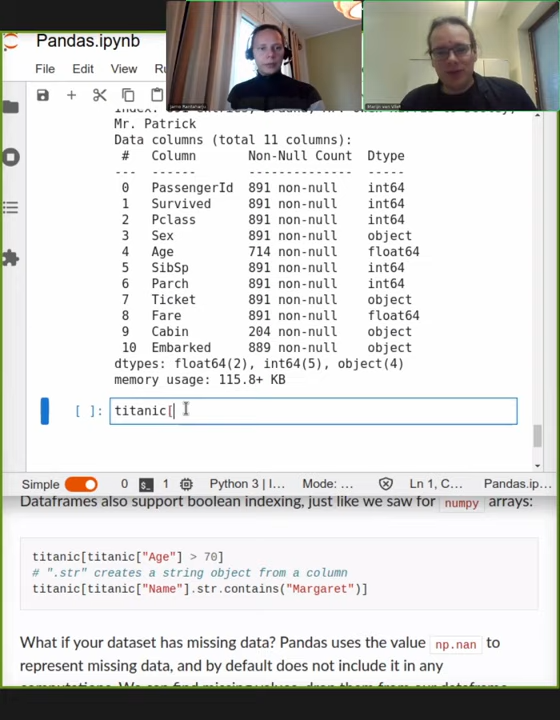 Pandas.ipynb
File Edit View
Mr. Patrick
Data columns (total 11 columns):
# Column Non-Null Count Dtype
--- ------ -------------- -----
0 PassengerId 891 non-null int64
1 Survived 891 non-null int64
2 Pclass 891 non-null int64
3 Sex 891 non-null object
4 Age 714 non-null float64
5 SibSp 891 non-null int64
6 Parch 891 non-null int64
7 Ticket 891 non-null object
8 Fare 891 non-null float64
9 Cabin 204 non-null object
10 Embarked 889 non-null object
dtypes: float64(2), int64(5), object(4)
memory usage: 115.8+ KB
[ ]: titanic[
Simple 0 1 Python 3 | I... Mode: ... Ln 1, C... Pandas.ip...
Dataframes also support boolean indexing, just like we saw for numpy arrays:
titanic[titanic["Age"] > 70]
# ".str" creates a string object from a column
titanic[titanic["Name"].str.contains("Margaret")]
What if your dataset has missing data? Pandas uses the value np.nan to
represent missing data, and by default does not include it in any